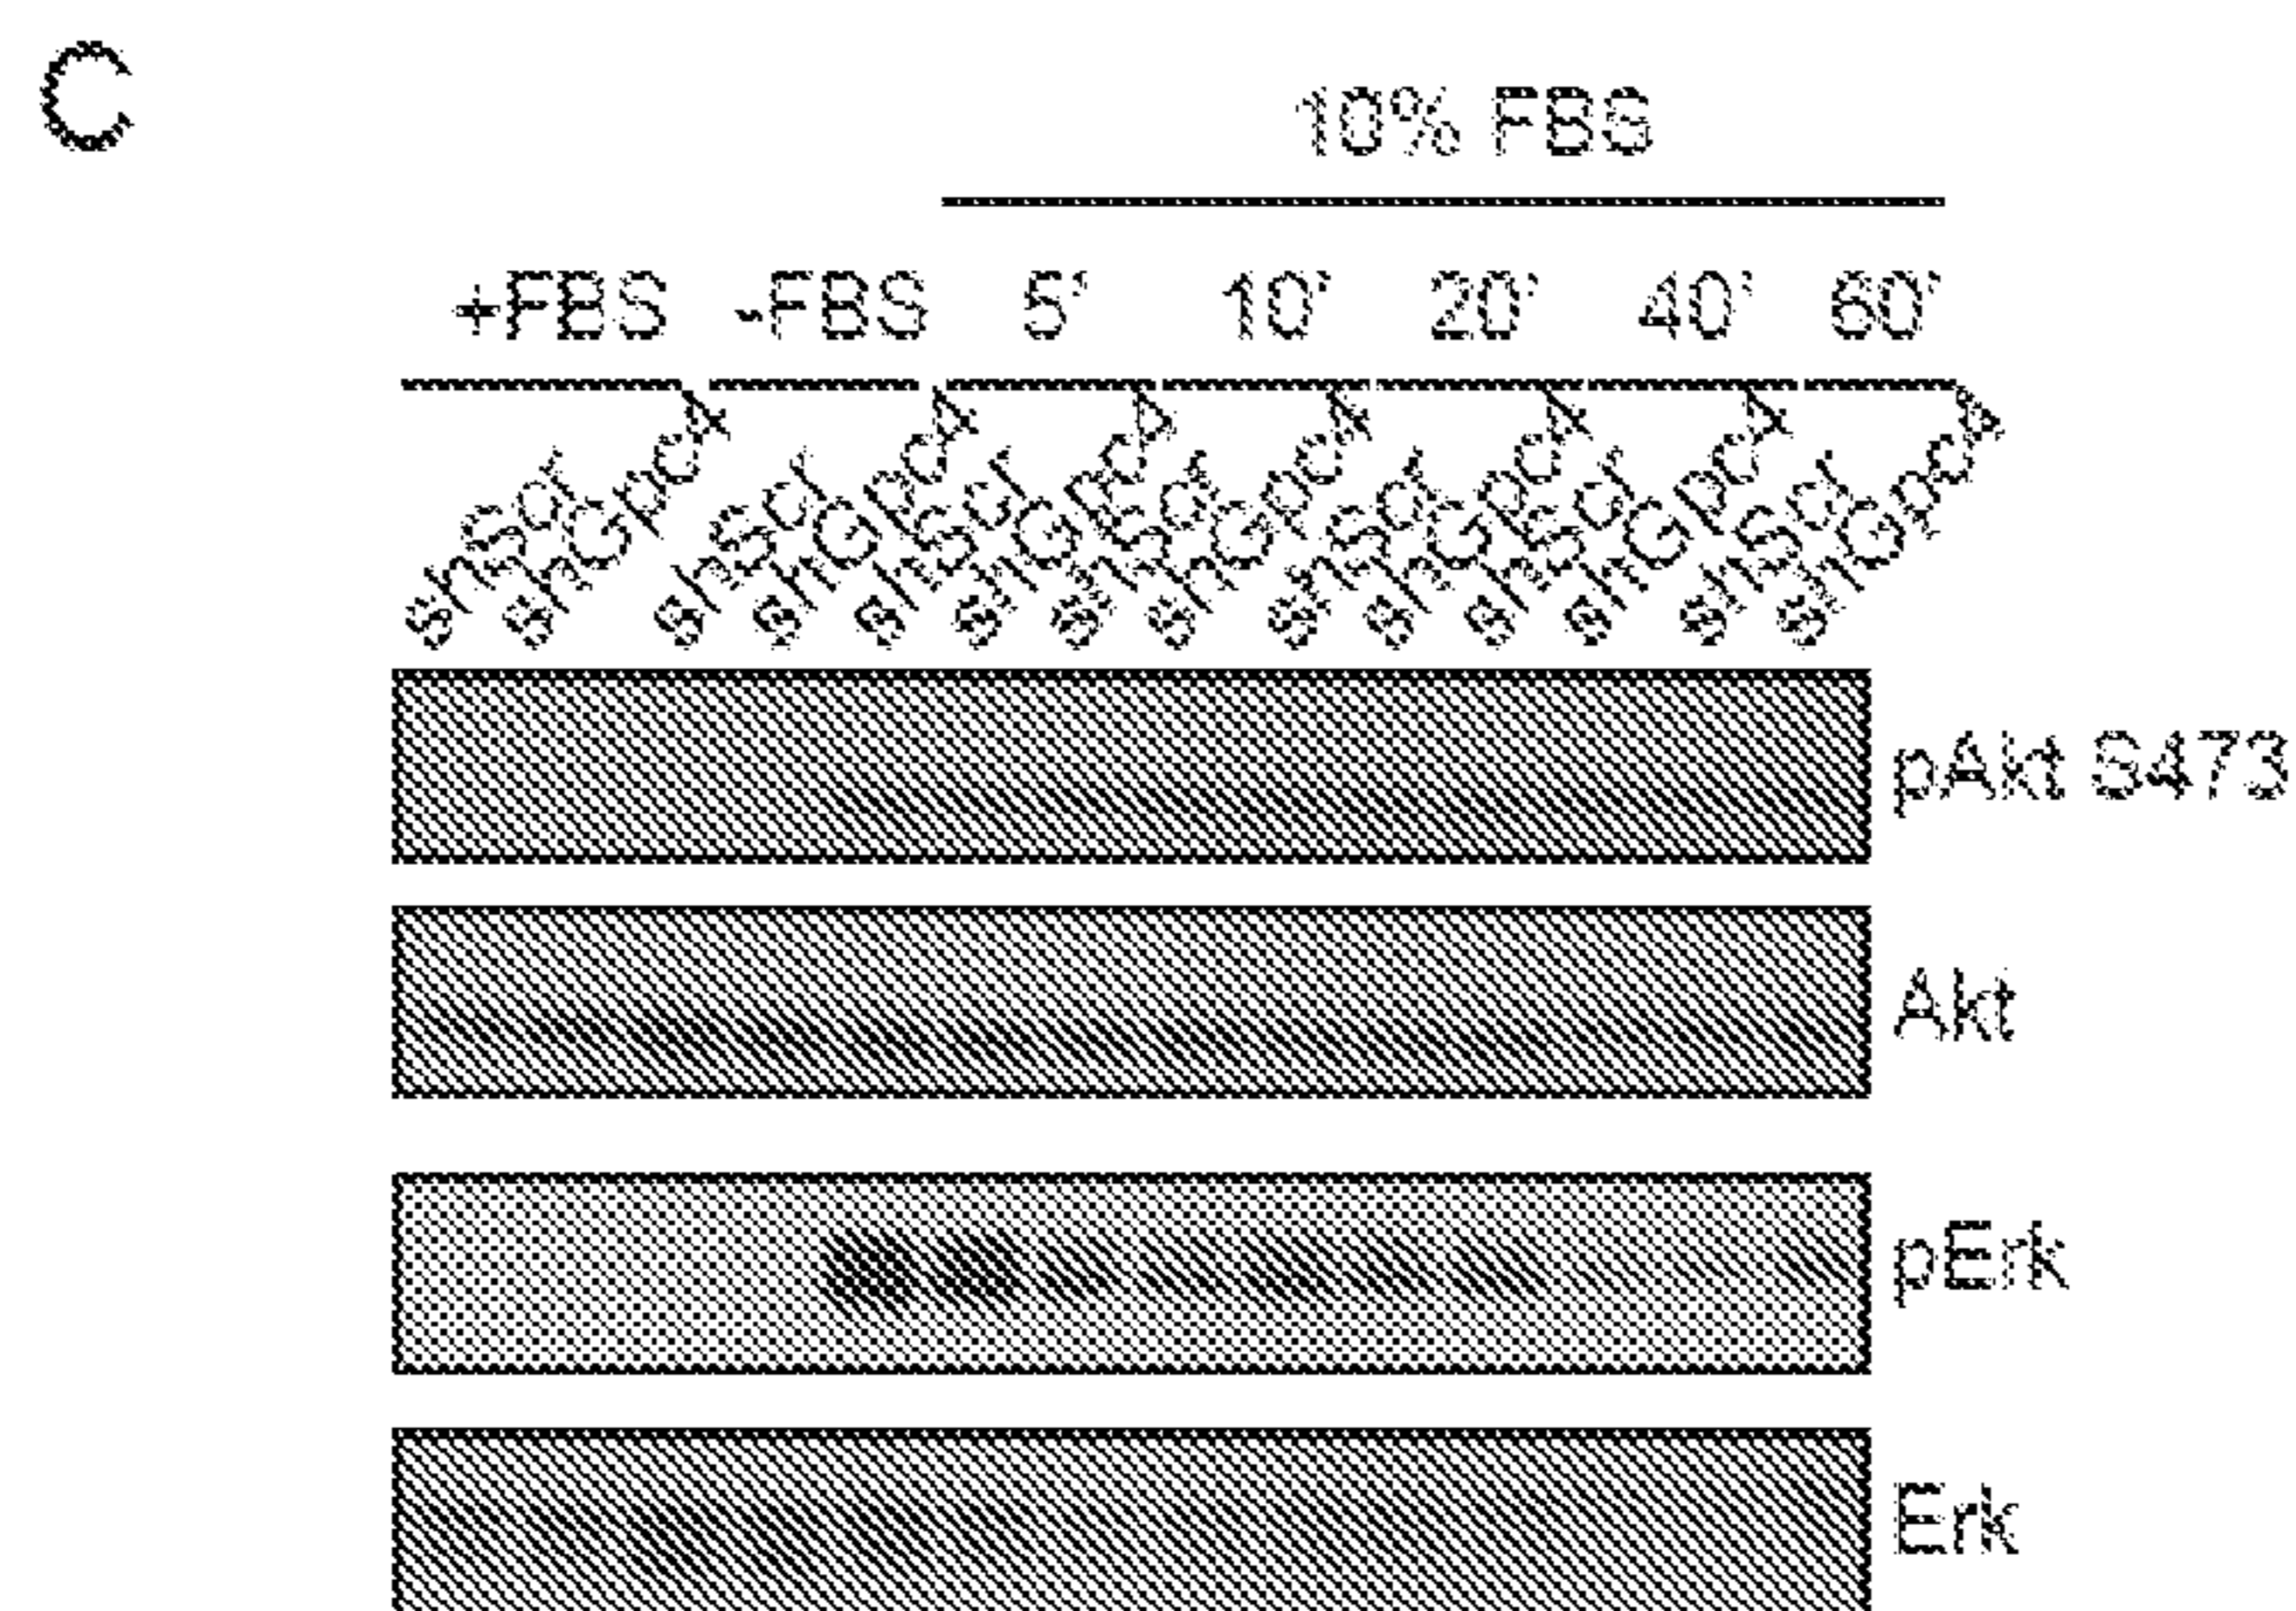 C
10% FBS
+FBS -FBS 5' 10' 20' 40' 60'
shScr shGpc4 shScr shGpc4 shScr shGpc4 shScr shGpc4 shScr shGpc4 shScr shGpc4 shScr shGpc4
pAkt S473
Akt
pErk
Erk